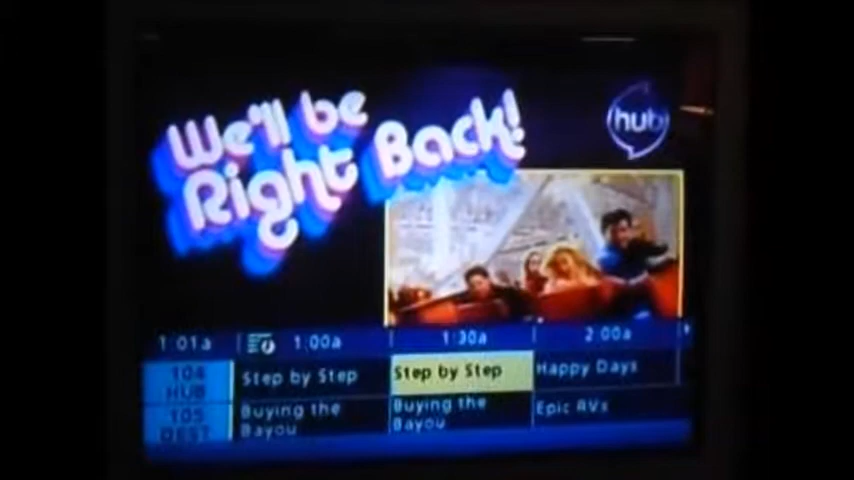 We'll be
Right Back!
hub
1:01a 1:00a 1:30a 2:00a
104 HUB Step by Step Step by Step Happy Days
105 DEST Buying the Bayou Buying the Bayou Epic RVs